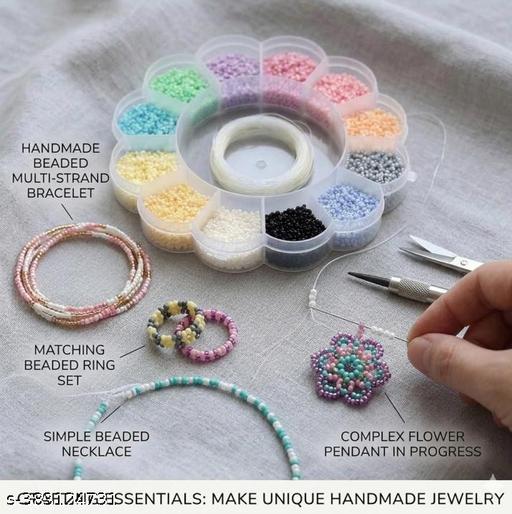 HANDMADE
BEADED
MULTI-STRAND
BRACELET
MATCHING
BEADED RING
SET
SIMPLE BEADED
NECKLACE
COMPLEX FLOWER
PENDANT IN PROGRESS
ESSENTIALS: MAKE UNIQUE HANDMADE JEWELRY